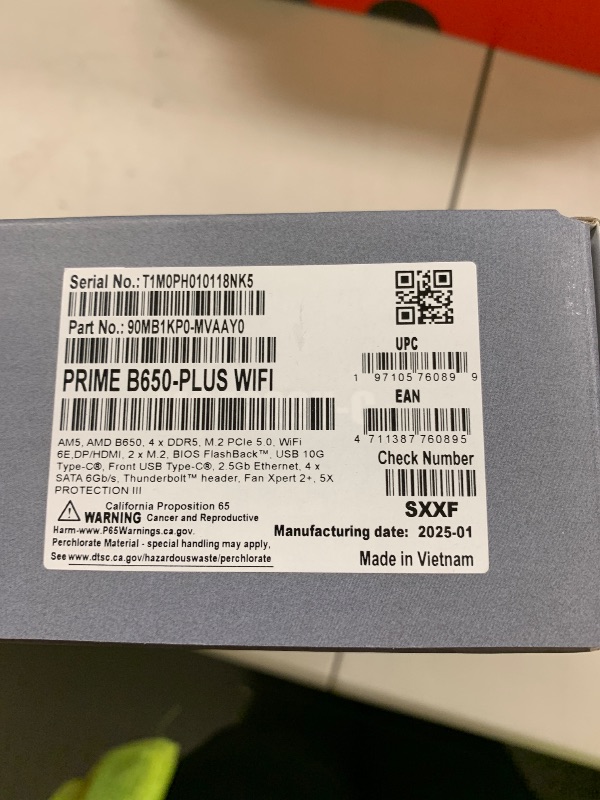 Serial No.: T1M0PH010118NK5
Part No.: 90MB1KP0-MVAAY0
PRIME B650-PLUS WIFI
AM5, AMD B650, 4 x DDR5, M.2 PCIe 5.0, WiFi
6E,DP/HDMI, 2 x M.2, BIOS FlashBack™, USB 10G
Type-C®, Front USB Type-C®, 2.5Gb Ethernet, 4 x
SATA 6Gb/s, Thunderbolt™ header, Fan Xpert 2+, 5X
PROTECTION III
California Proposition 65
WARNING Cancer and Reproductive
Harm-www.P65Warnings.ca.gov.
Perchlorate Material - special handling may apply,
See www.dtsc.ca.gov/hazardouswaste/perchlorate
UPC
1 97105 76089 9
EAN
4 711387 760895
Check Number
SXXF
Manufacturing date: 2025-01
Made in Vietnam